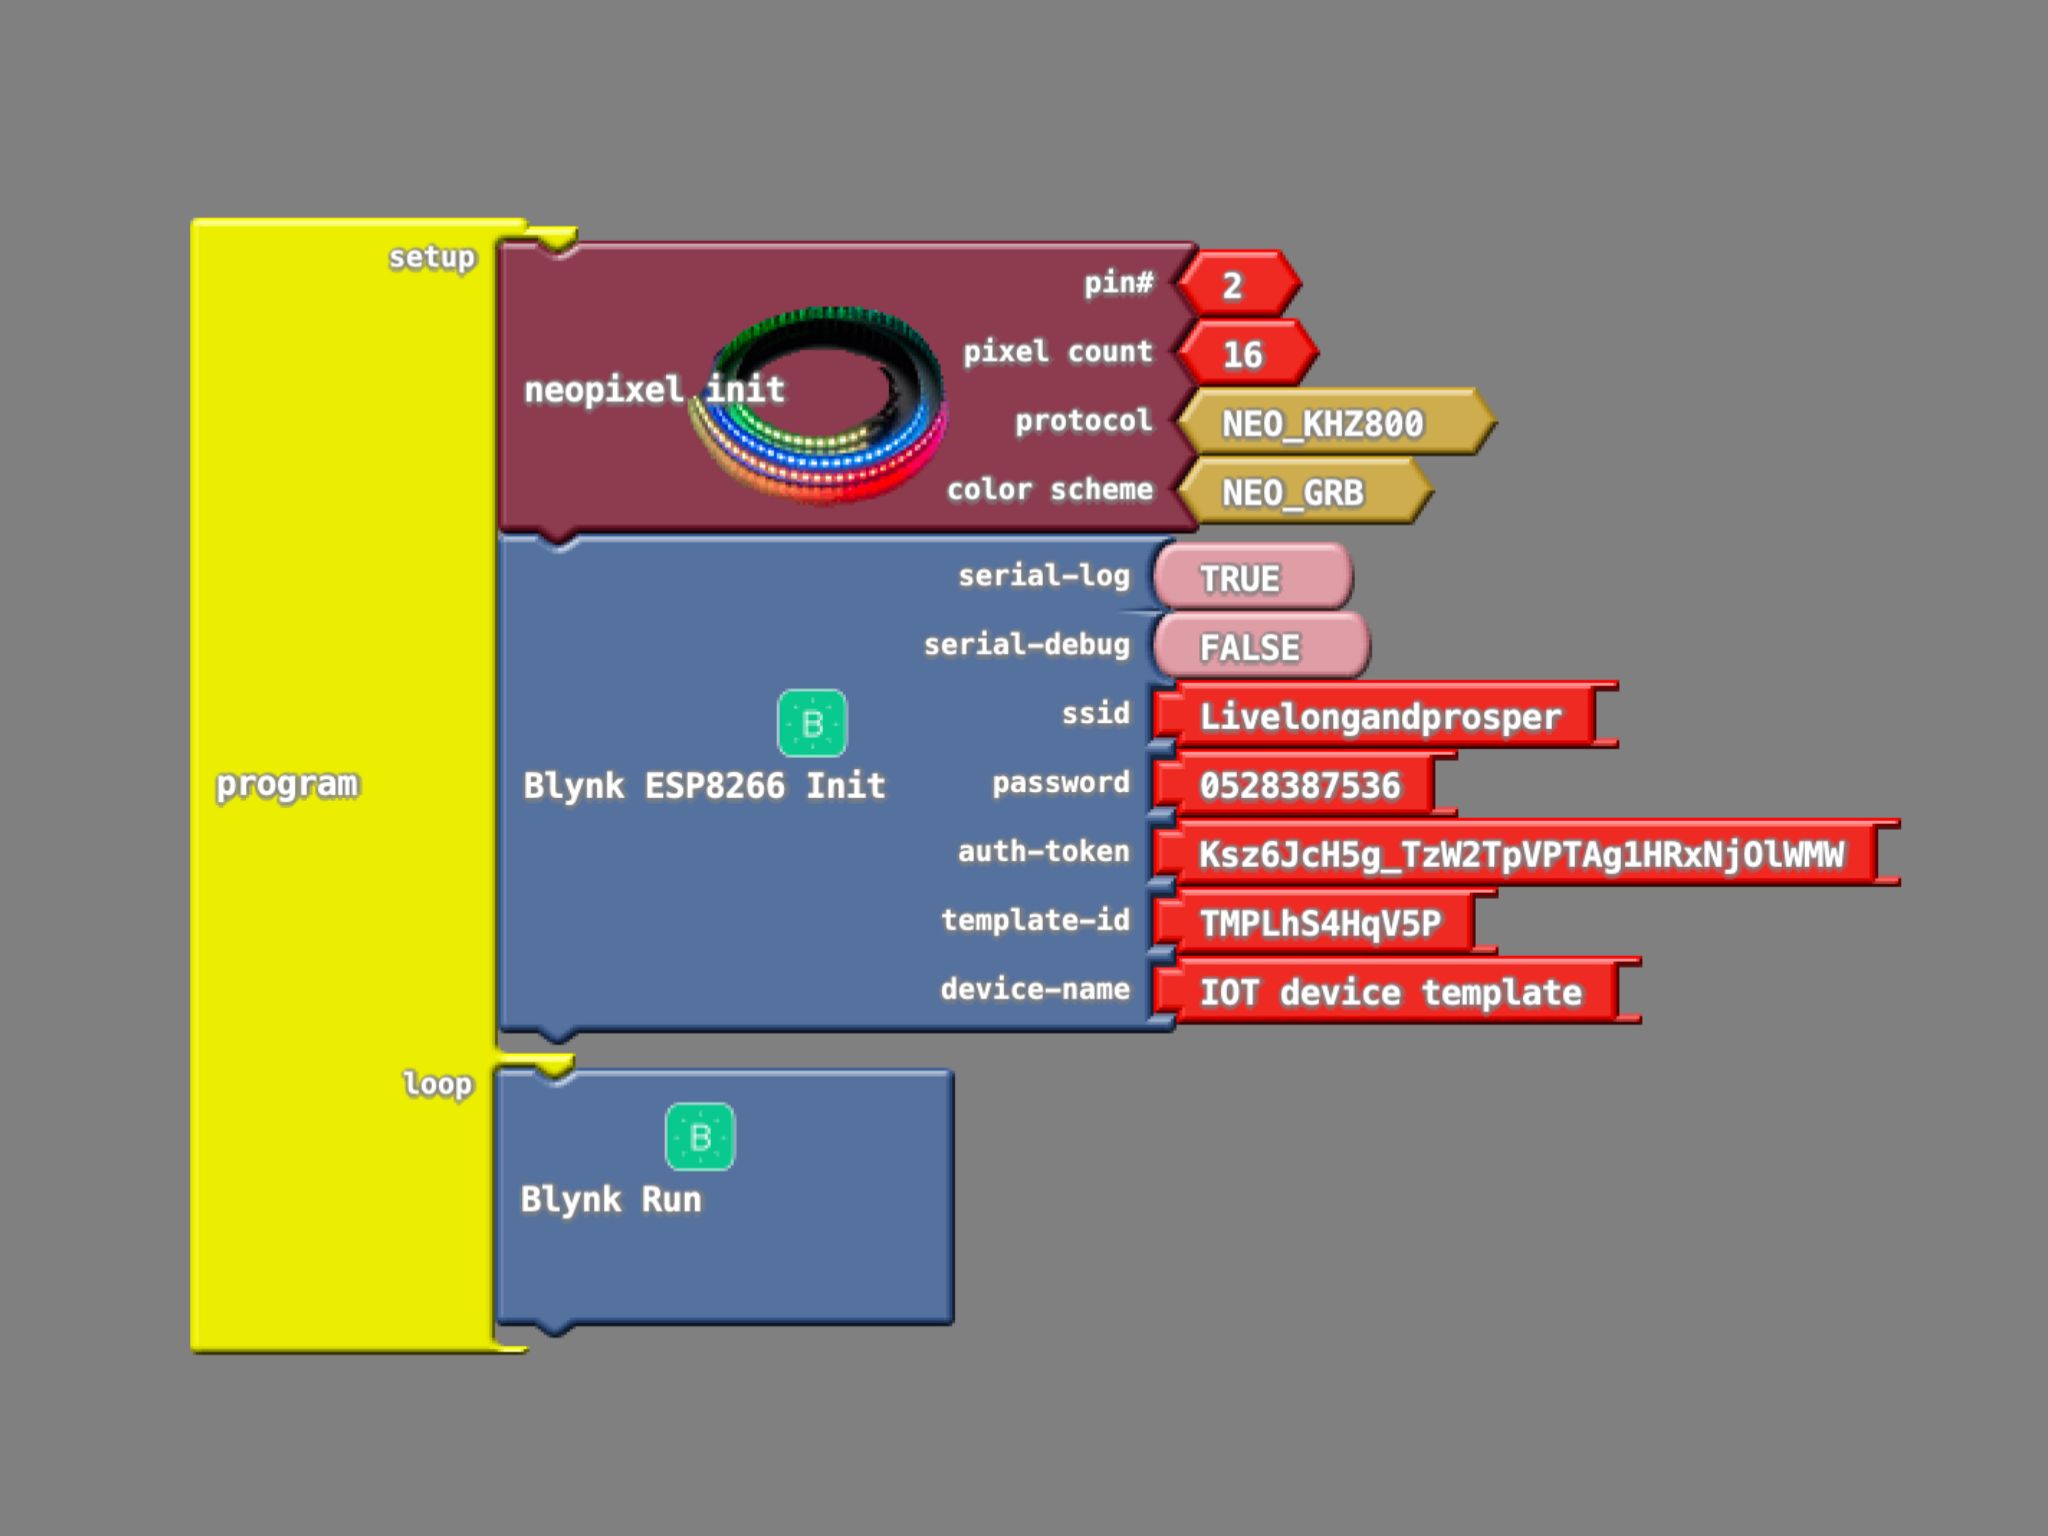 setup
neopixel init
pin# 2
pixel count 16
protocol NEO_KHZ800
color scheme NEO_GRB
program
B
Blynk ESP8266 Init
serial-log TRUE
serial-debug FALSE
ssid Livelongandprosper
password 0528387536
auth-token Ksz6JcH5g_TzW2TpVPTAg1HRxNjOlWMW
template-id TMPLhS4HqV5P
device-name IOT device template
loop
B
Blynk Run